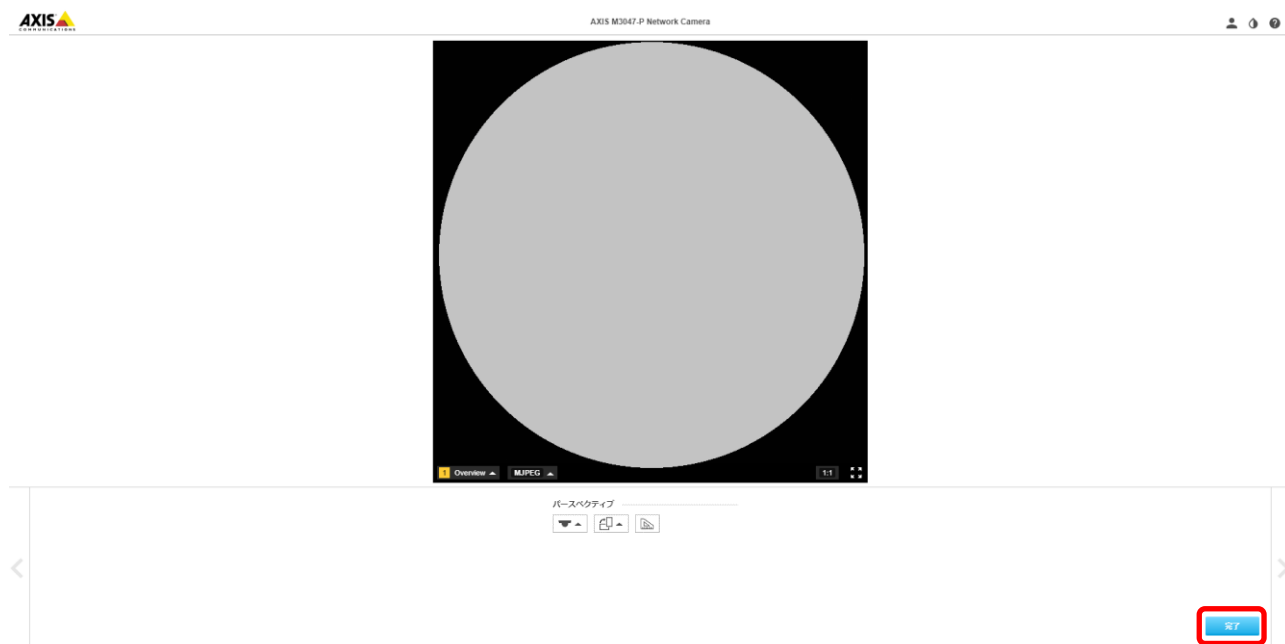 AXIS
COMMUNICATIONS
AXIS M3047-P Network Camera
1 Overview
MJPEG
1:1
パースペクティブ
完了